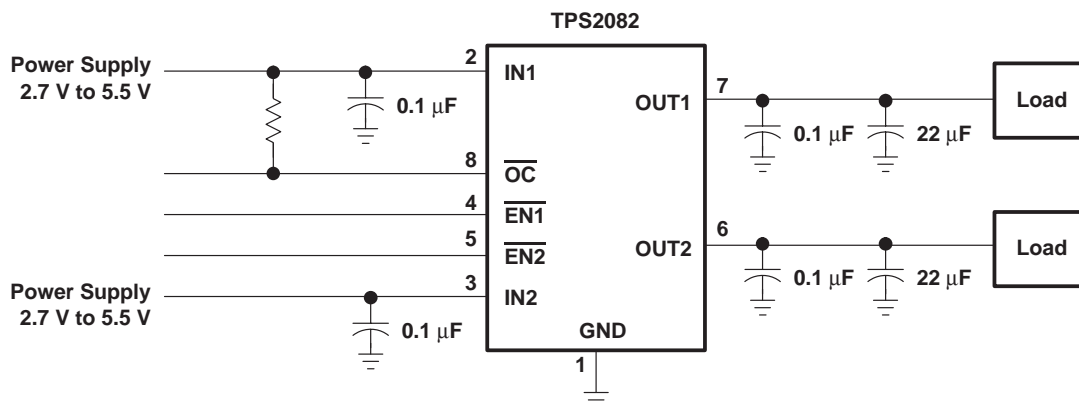 TPS2082
Power Supply
2.7 V to 5.5 V
2
IN1
0.1 μF
8
OC
4
EN1
5
EN2
Power Supply
2.7 V to 5.5 V
3
IN2
0.1 μF
GND
1
OUT1
7
0.1 μF
22 μF
Load
OUT2
6
0.1 μF
22 μF
Load